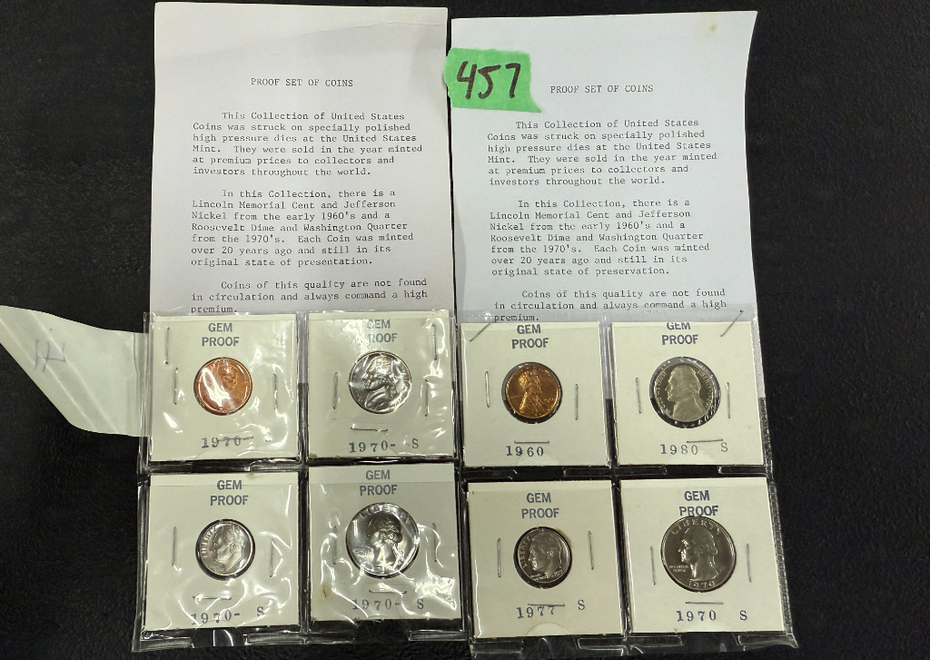 PROOF SET OF COINS
This Collection of United States
Coins was struck on specially polished
high pressure dies at the United States
Mint. They were sold in the year minted
at premium prices to collectors and
investors throughout the world.
In this Collection, there is a
Lincoln Memorial Cent and Jefferson
Nickel from the early 1960's and a
Roosevelt Dime and Washington Quarter
from the 1970's. Each Coin was minted
over 20 years ago and still in its
original state of presentation.
Coins of this quality are not found
in circulation and always command a high
premium.
457
PROOF SET OF COINS
This Collection of United States
Coins was struck on specially polished
high pressure dies at the United States
Mint. They were sold in the year minted
at premium prices to collectors and
investors throughout the world.
In this Collection, there is a
Lincoln Memorial Cent and Jefferson
Nickel from the early 1960's and a
Roosevelt Dime and Washington Quarter
from the 1970's. Each Coin was minted
over 20 years ago and still in its
original state of preservation.
Coins of this quality are not found
in circulation and always command a high
premium.
GEM
PROOF
1970- S
GEM
PROOF
1970- S
GEM
PROOF
1960
GEM
PROOF
1980 S
GEM
PROOF
LIBERTY
1970- S
GEM
PROOF
1970- S
GEM
PROOF
1977 S
GEM
PROOF
LIBERTY
1970
1970 S